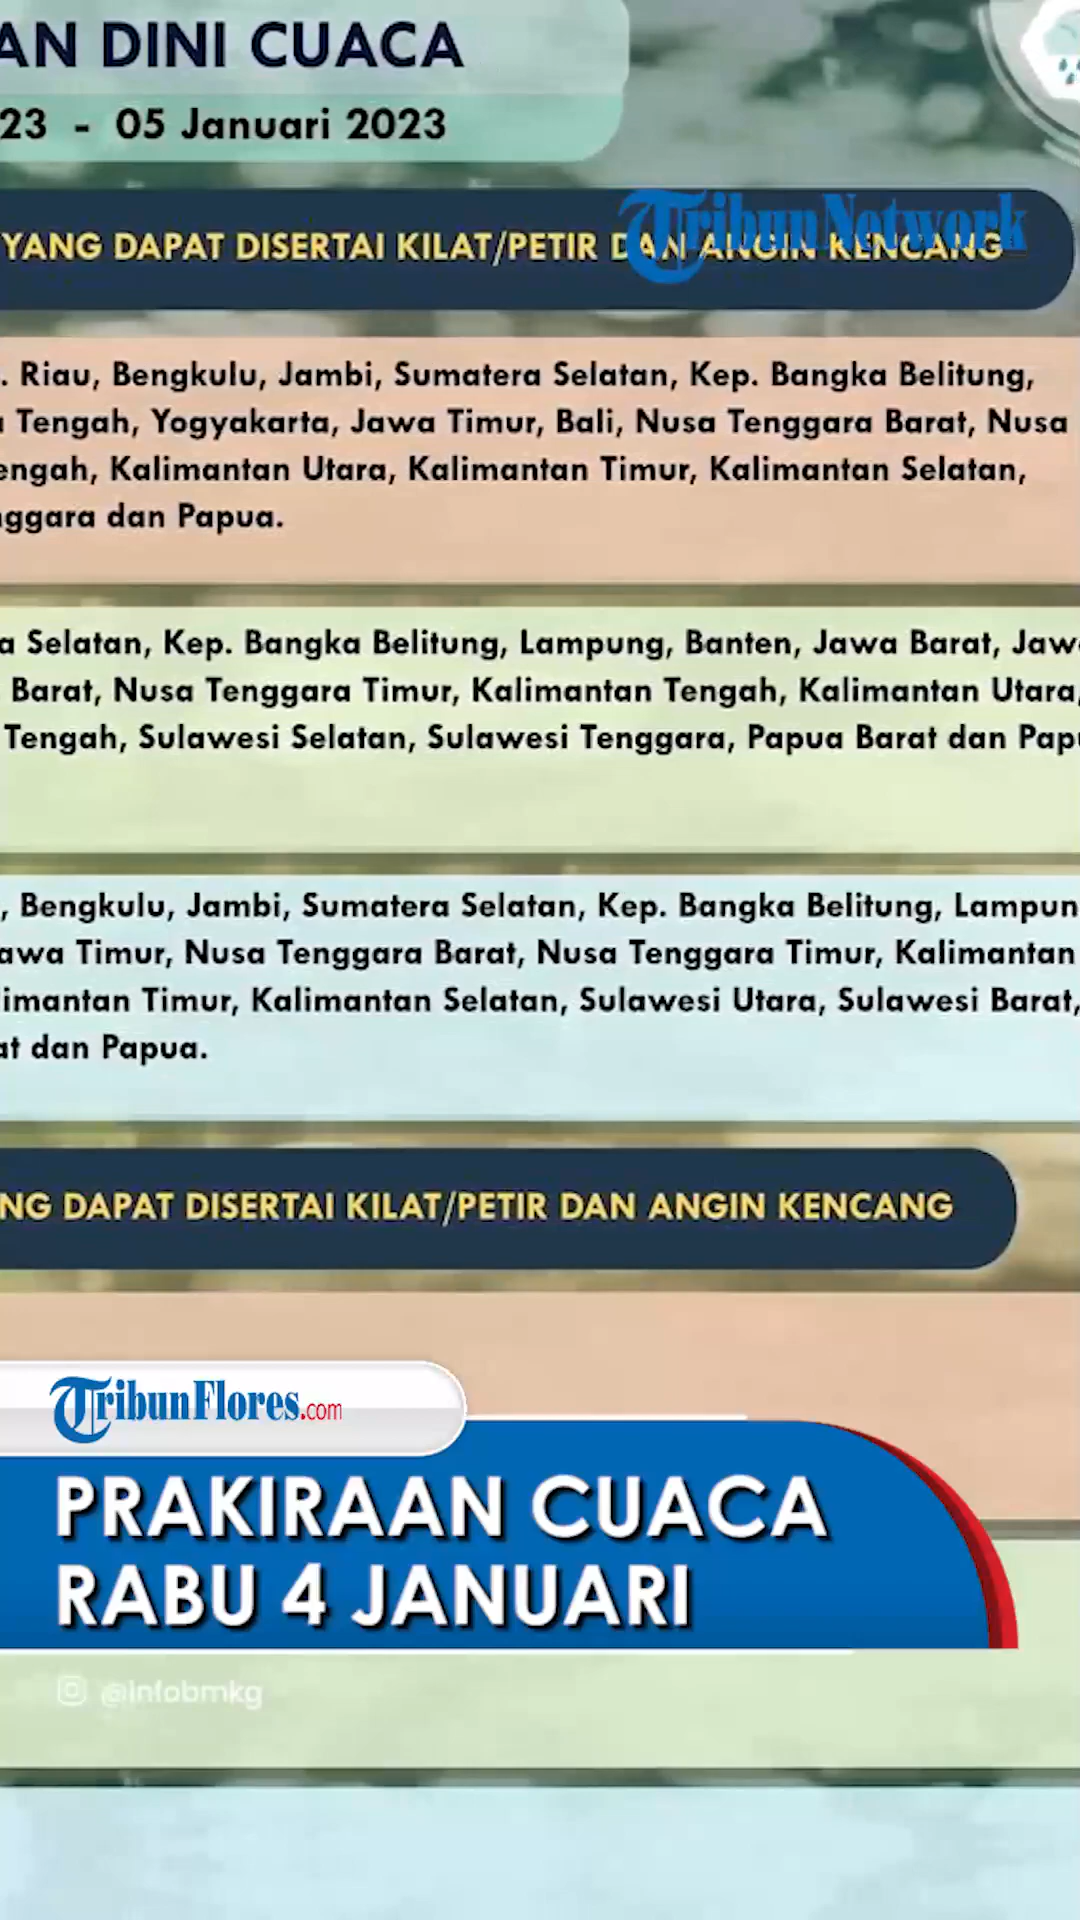 AN DINI CUACA
23 - 05 Januari 2023
TribunNetwork
YANG DAPAT DISERTAI KILAT/PETIR DAN ANGIN KENCANG
. Riau, Bengkulu, Jambi, Sumatera Selatan, Kep. Bangka Belitung,
Tengah, Yogyakarta, Jawa Timur, Bali, Nusa Tenggara Barat, Nusa
engah, Kalimantan Utara, Kalimantan Timur, Kalimantan Selatan,
nggara dan Papua.
a Selatan, Kep. Bangka Belitung, Lampung, Banten, Jawa Barat, Jaw
Barat, Nusa Tenggara Timur, Kalimantan Tengah, Kalimantan Utara,
Tengah, Sulawesi Selatan, Sulawesi Tenggara, Papua Barat dan Pap
, Bengkulu, Jambi, Sumatera Selatan, Kep. Bangka Belitung, Lampun
awa Timur, Nusa Tenggara Barat, Nusa Tenggara Timur, Kalimantan
limantan Timur, Kalimantan Selatan, Sulawesi Utara, Sulawesi Barat,
at dan Papua.
NG DAPAT DISERTAI KILAT/PETIR DAN ANGIN KENCANG
TribunFlores.com
PRAKIRAAN CUACA
RABU 4 JANUARI
@infobmkg